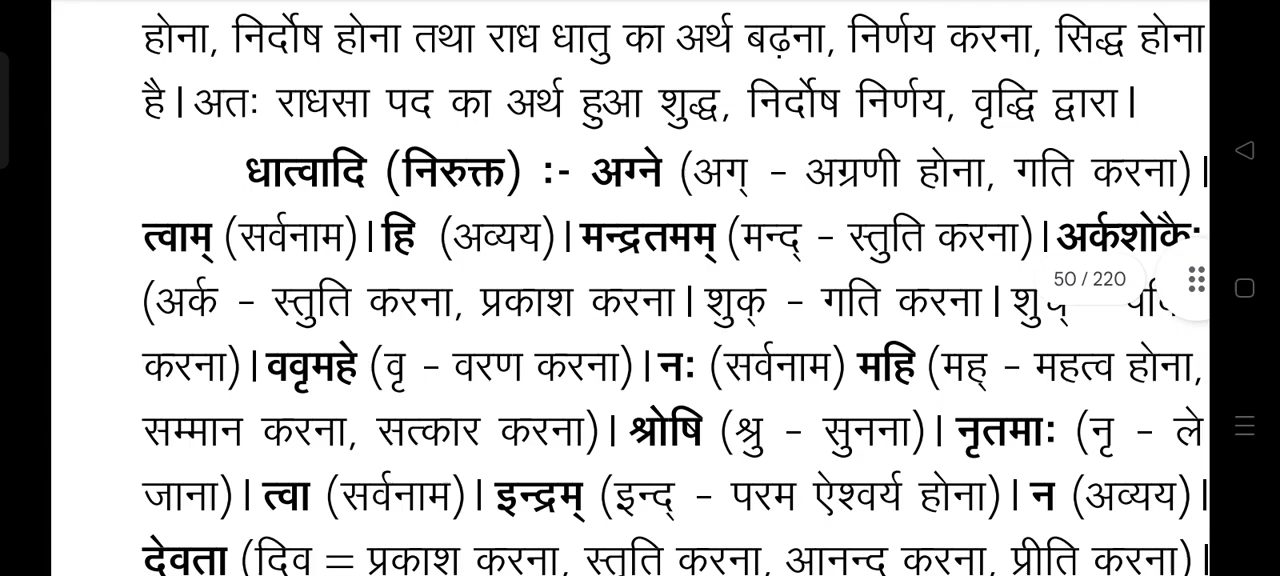 होना, निर्दोष होना तथा राध धातु का अर्थ बढ़ना, निर्णय करना, सिद्ध होना
है। अतः राधसा पद का अर्थ हुआ शुद्ध, निर्दोष निर्णय, वृद्धि द्वारा।
धात्वादि (निरुक्त) :- अग्ने (अग् – अग्रणी होना, गति करना)।
त्वाम् (सर्वनाम)। हि (अव्यय)। मन्द्रतमम् (मन्द् – स्तुति करना)। अर्कशोकैः
50 / 220
(अर्क – स्तुति करना, प्रकाश करना। शुक् – गति करना।
करना)। ववृमहे (वृ – वरण करना)। नः (सर्वनाम) महि (मह् – महत्व होना,
सम्मान करना, सत्कार करना)। श्रोषि (श्रु – सुनना)। नृतमाः (नृ – ले
जाना)। त्वा (सर्वनाम)। इन्द्रम् (इन्द् – परम ऐश्वर्य होना)। न (अव्यय)।
देवता (दिव = प्रकाश करना, स्तुति करना, आनन्द करना, प्रीति करना)।